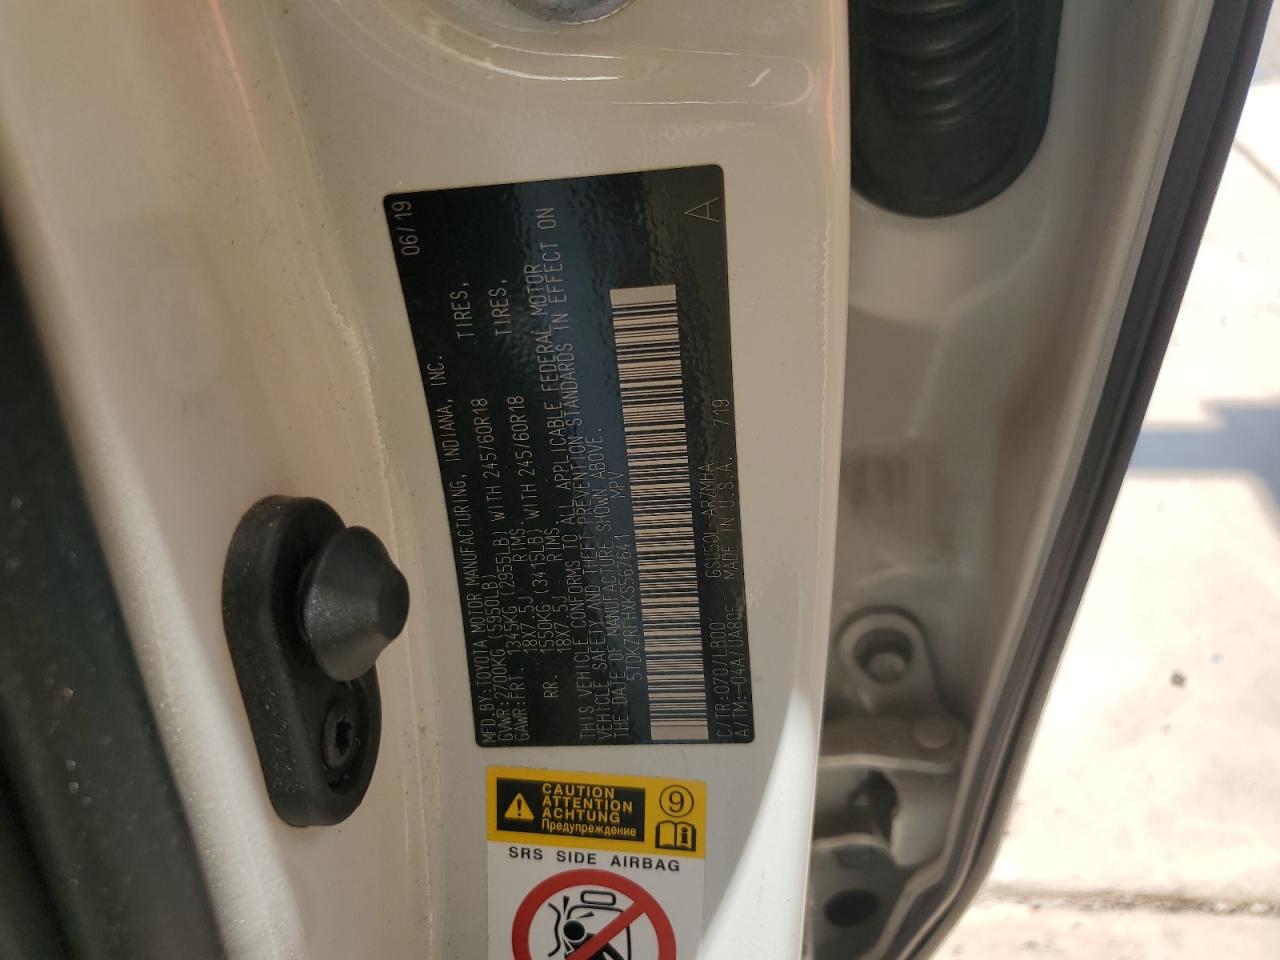 MFD.BY:TOYOTA MOTOR MANUFACTURING, INDIANA, INC. 06/19
GVWR:2700KG (5950LB)
GAWR:FRT. 1345KG (2955LB) WITH 245/60R18 TIRES,
18X7.5J RIMS.
RR. 1550KG (3415LB) WITH 245/60R18 TIRES,
18X7.5J RIMS.
THIS VEHICLE CONFORMS TO ALL APPLICABLE FEDERAL MOTOR
VEHICLE SAFETY AND THEFT PREVENTION STANDARDS IN EFFECT ON
THE DATE OF MANUFACTURE SHOWN ABOVE.
5TDKZRFHXKS567641 MPV
A
C/TR:070/LB00 GSU50L-ARZMHA
A/TM:-04A/UA80E MADE IN U.S.A. 719
CAUTION
ATTENTION
ACHTUNG
Предупреждение
9
SRS SIDE AIRBAG